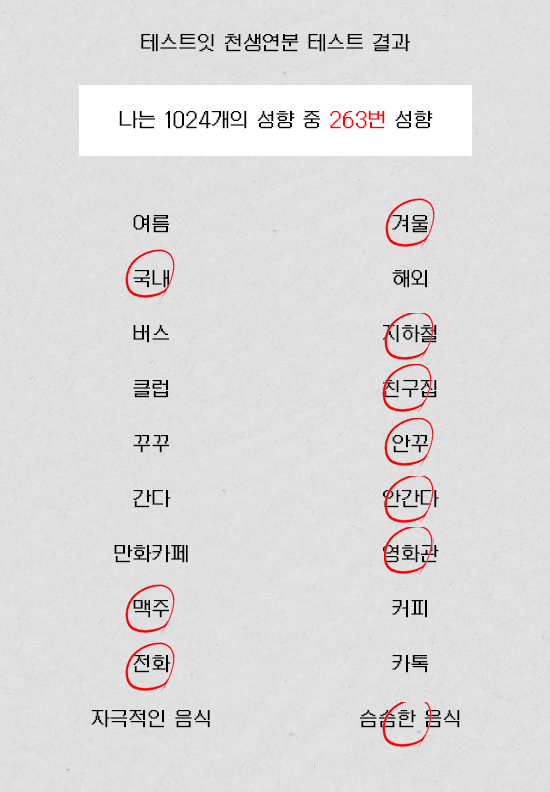 테스트잇 천생연분 테스트 결과
나는 1024개의 성향 중 263번 성향
여름 겨울
국내 해외
버스 지하철
클럽 친구집
꾸꾸 안꾸
간다 안간다
만화카페 영화관
맥주 커피
전화 카톡
자극적인 음식 슴슴한 음식